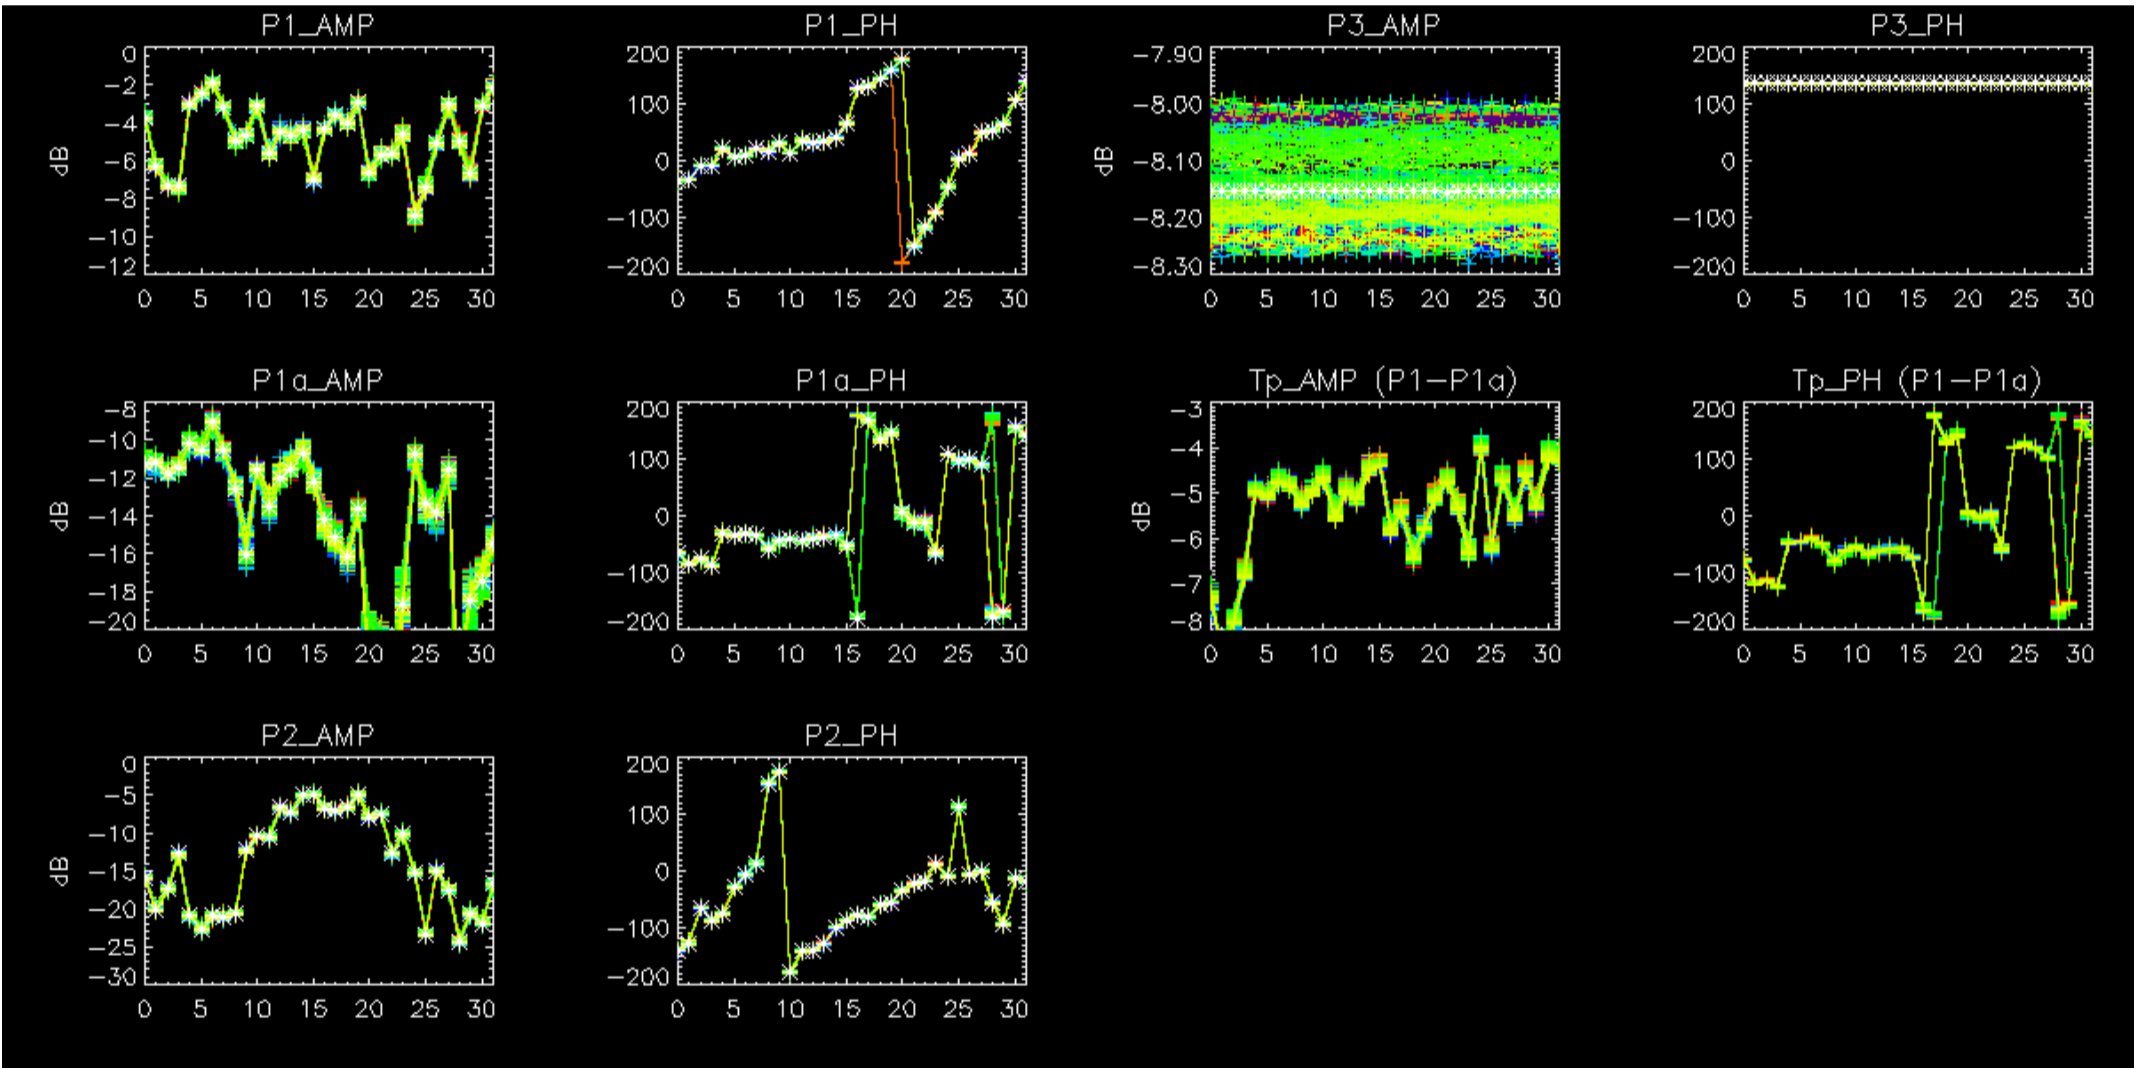 P1_AMP
P1_PH
P3_AMP
P3_PH
0
-2
-4
-6
-8
-10
-12
dB
0 5 10 15 20 25 30
200
100
0
-100
-200
0 5 10 15 20 25 30
-7.90
-8.00
-8.10
-8.20
-8.30
dB
0 5 10 15 20 25 30
200
100
0
-100
-200
0 5 10 15 20 25 30
P1a_AMP
P1a_PH
Tp_AMP (P1-P1a)
Tp_PH (P1-P1a)
-8
-10
-12
-14
-16
-18
-20
dB
0 5 10 15 20 25 30
200
100
0
-100
-200
0 5 10 15 20 25 30
-3
-4
-5
-6
-7
-8
dB
0 5 10 15 20 25 30
200
100
0
-100
-200
0 5 10 15 20 25 30
P2_AMP
P2_PH
0
-5
-10
-15
-20
-25
-30
dB
0 5 10 15 20 25 30
200
100
0
-100
-200
0 5 10 15 20 25 30